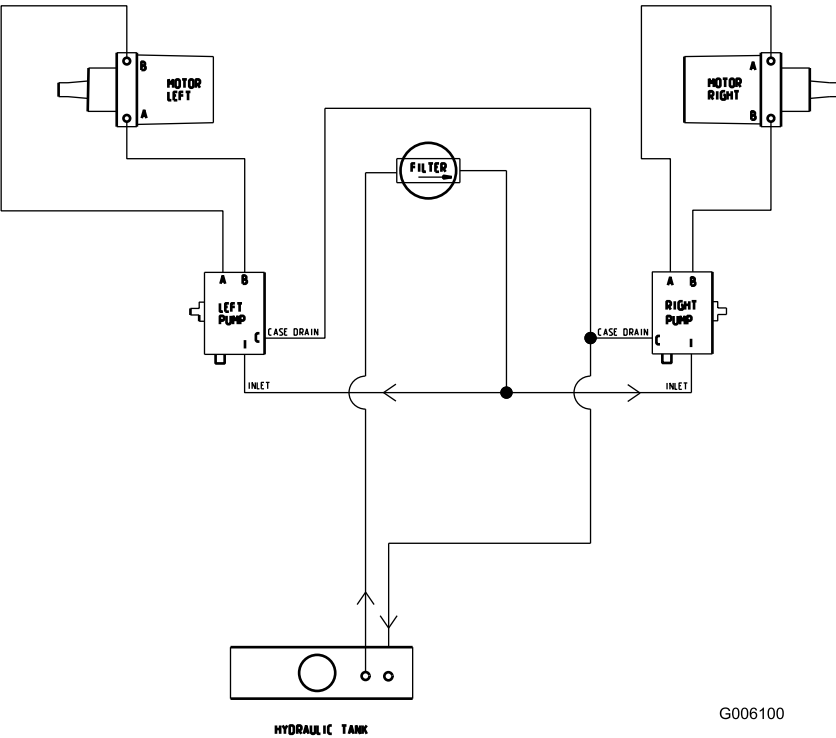 B
MOTOR
LEFT
A
A
MOTOR
RIGHT
B
FILTER
A B
LEFT
PUMP
C
CASE DRAIN
I
INLET
A B
RIGHT
PUMP
CASE DRAIN
C
I
INLET
HYDRAULIC TANK
G006100